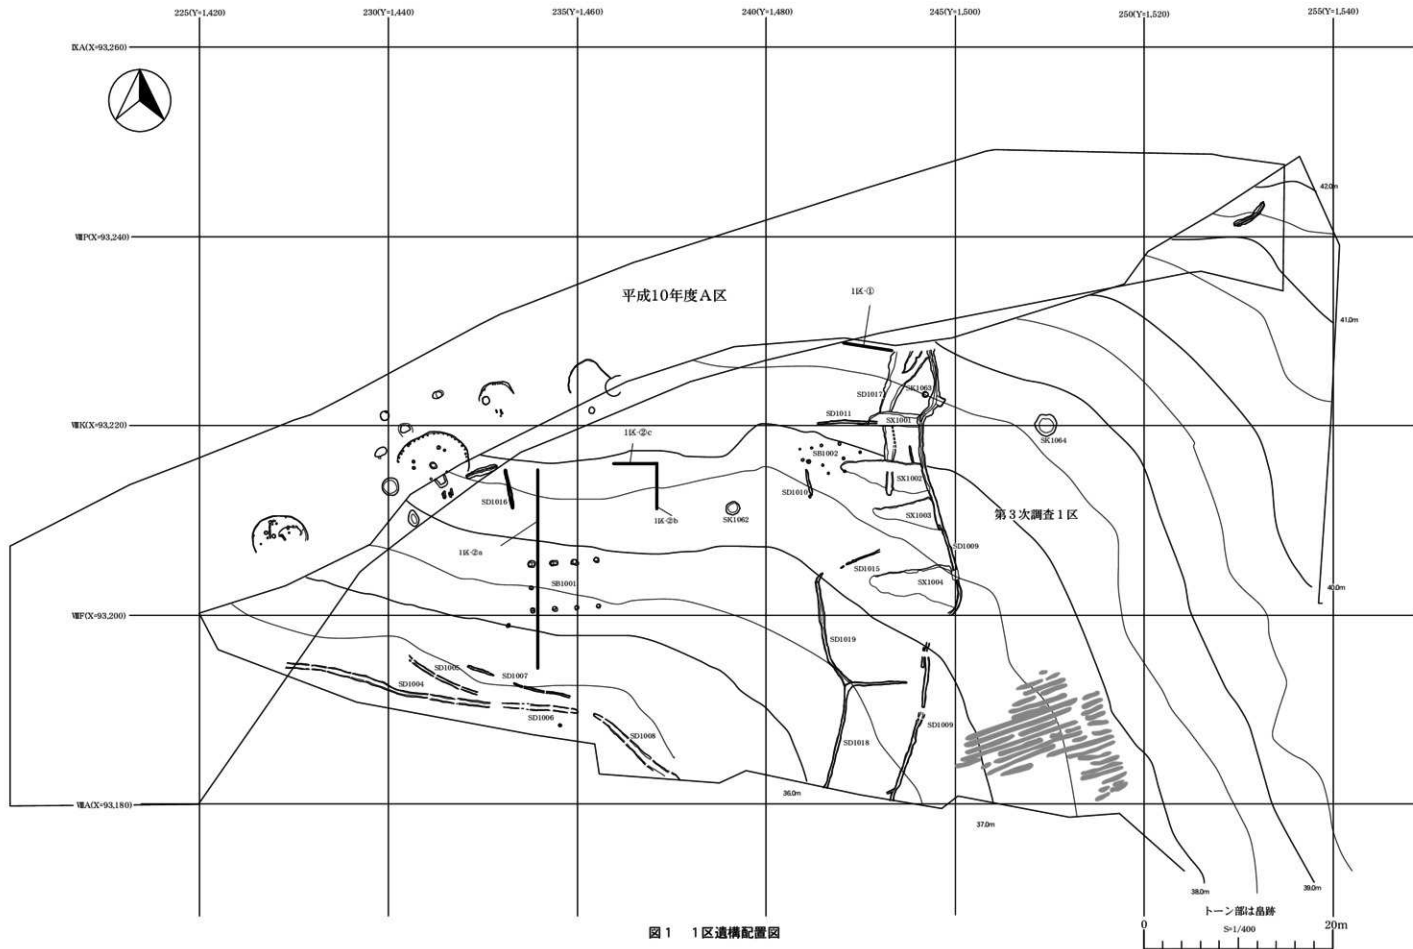 225(Y=1,420)
230(Y=1,440)
235(Y=1,460)
240(Y=1,480)
245(Y=1,500)
250(Y=1,520)
255(Y=1,540)
ⅨA(X=93,260)
42.0m
ⅧP(X=93,240)
平成10年度A区
1区-①
41.0m
SK1063
SD1017
SD1011
SX1001
ⅧK(X=93,220)
SK1064
1区-②c
SB1002
SX1002
SD1016
SD1010
1区-②b
SK1062
SX1003
第3次調査1区
SD1009
1区-②a
SD1015
SB1001
SX1004
40.0m
ⅧF(X=93,200)
SD1019
SD1005
SD1007
SD1004
SD1006
SD1009
SD1008
SD1018
36.0m
ⅧA(X=93,180)
37.0m
38.0m
39.0m
トーン部は畠跡
0
S=1/400
20m
図1 1区遺構配置図